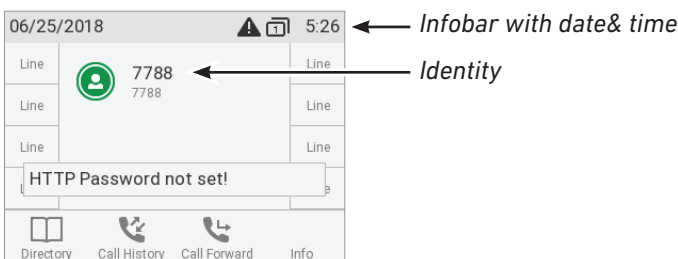 06/25/2018 1 5:26 Infobar with date& time
Line 7788 Line Identity
Line 7788 Line
Line Line
HTTP Password not set!
Directory Call History Call Forward Info